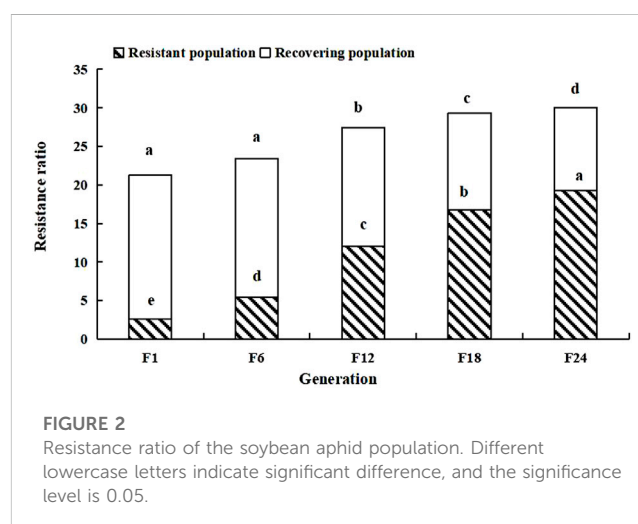 Resistant population Recovering population
35
30
25
20
15
10
5
0
Resistance ratio
a
a
b
c
d
e
d
c
b
a
F1 F6 F12 F18 F24
Generation
FIGURE 2
Resistance ratio of the soybean aphid population. Different
lowercase letters indicate significant difference, and the significance
level is 0.05.